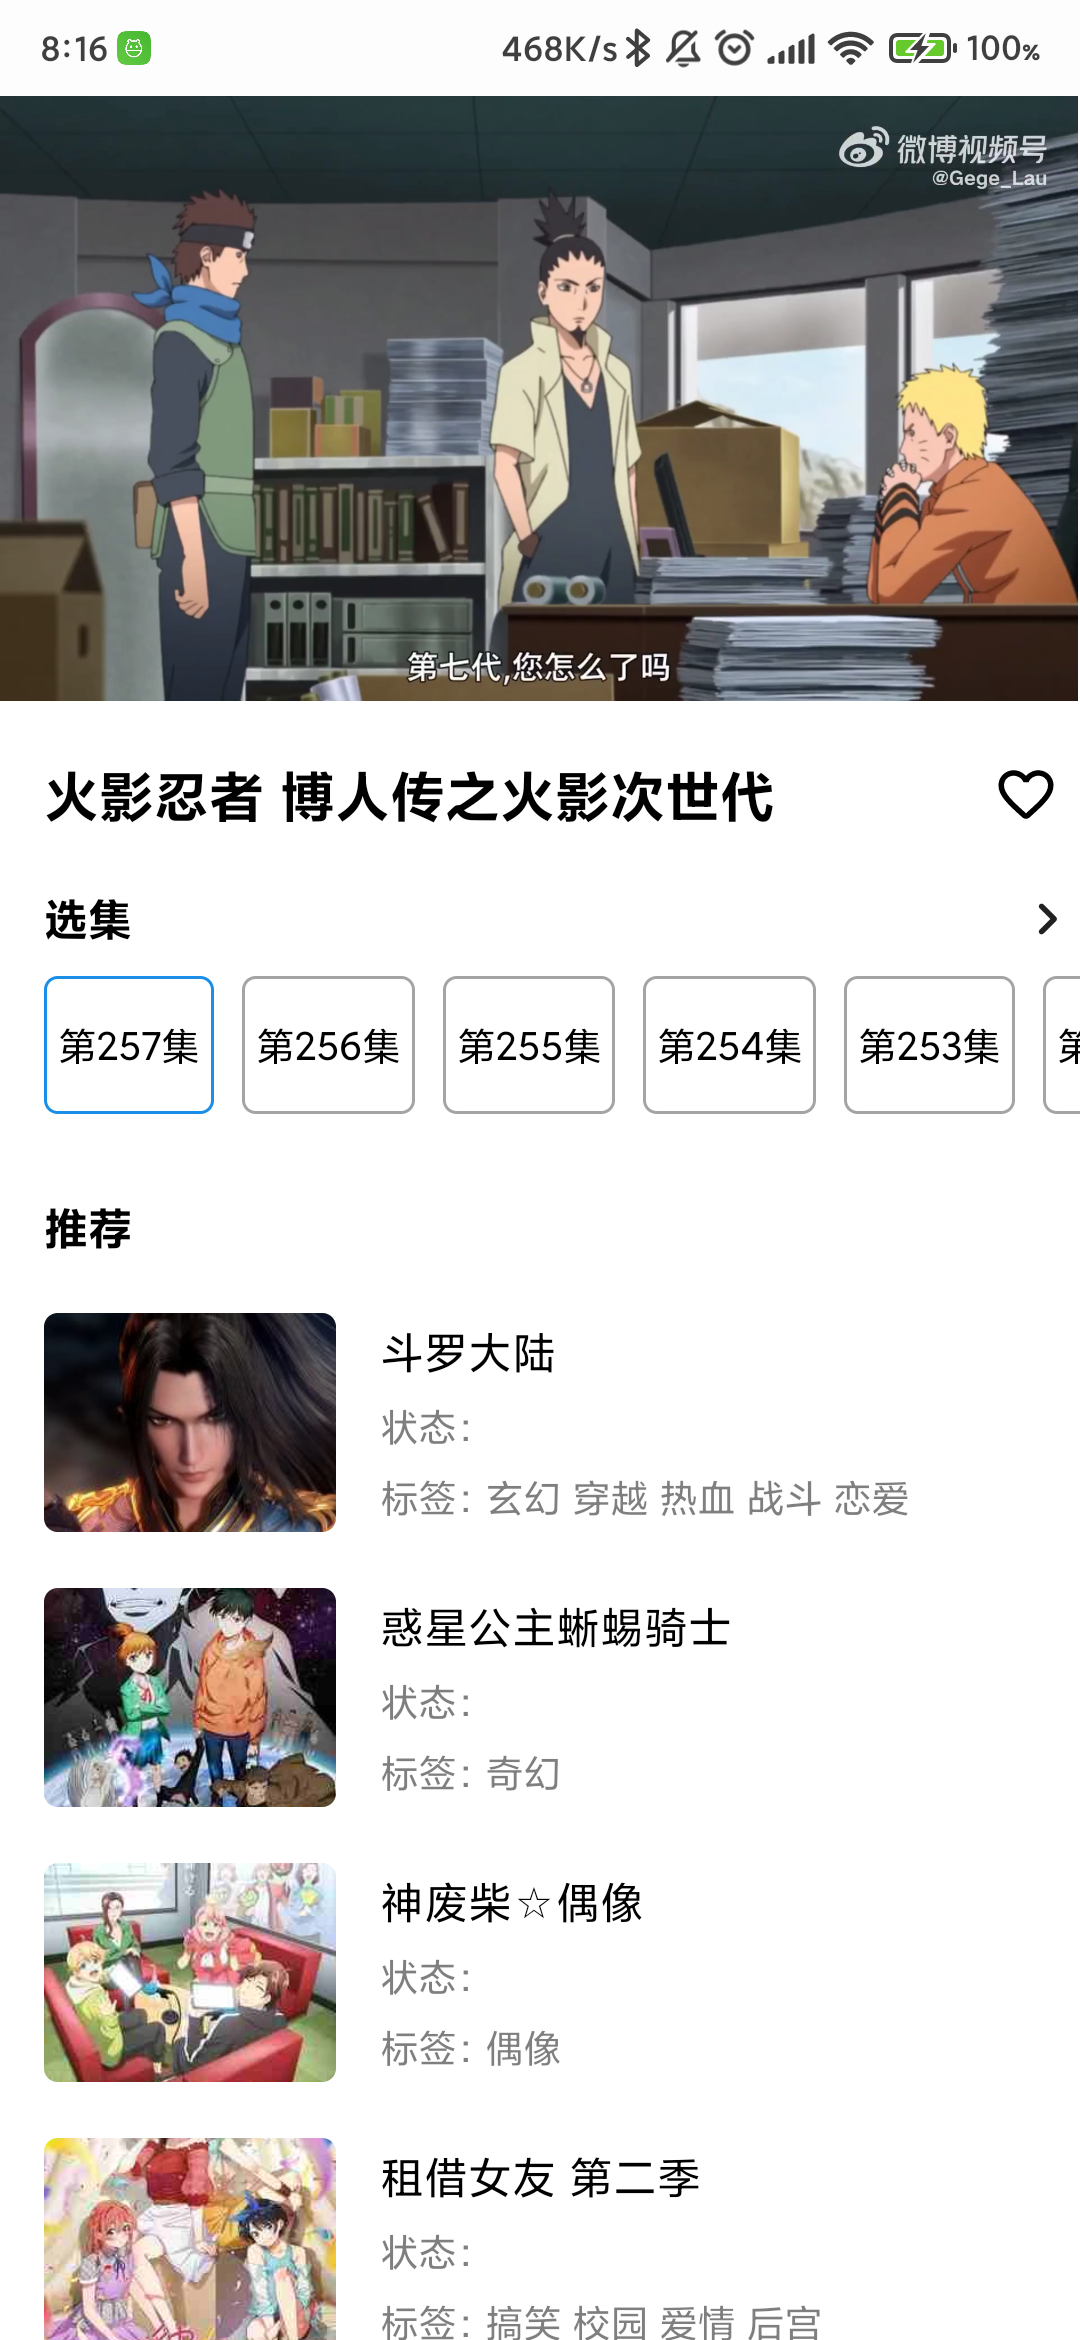 8:16
468K/s
100%
微博视频号
@Gege_Lau
第七代,您怎么了吗
火影忍者 博人传之火影次世代
选集
第257集
第256集
第255集
第254集
第253集
推荐
斗罗大陆
状态:
标签: 玄幻 穿越 热血 战斗 恋爱
惑星公主蜥蜴骑士
状态:
标签: 奇幻
神废柴☆偶像
状态:
标签: 偶像
租借女友 第二季
状态:
标签: 搞笑 校园 爱情 后宫